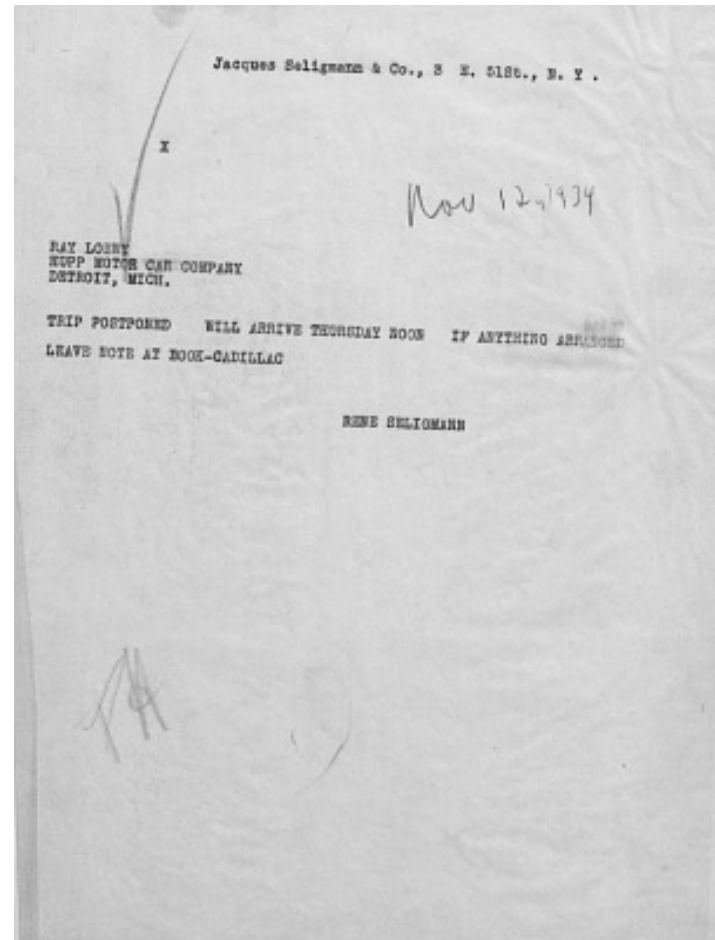 Jacques Seligmann & Co., 3 E. 51St., N. Y .
X
Nov 12, 1934
RAY
HUPP MOTOR CAR COMPANY
DETROIT, MICH.
TRIP POSTPONED WILL ARRIVE THURSDAY NOON IF ANYTHING ARRANGED
LEAVE NOTE AT BOOK-CADILLAC
RENE SELIGMANN